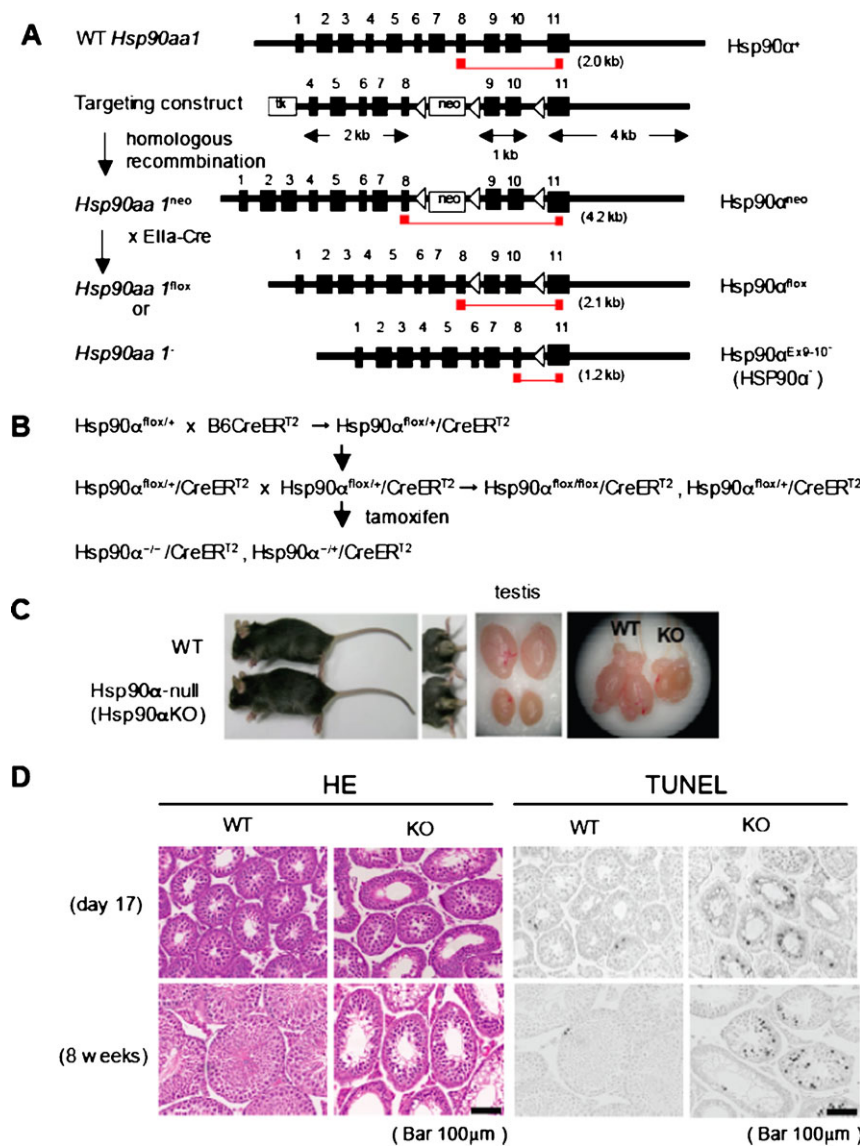 A
1 2 3 4 5 6 7 8 9 10 11
WT Hsp90aa1
Hsp90α⁺
(2.0 kb)
4 5 6 7 8 9 10 11
Targeting construct
tk
neo
2 kb
1 kb
4 kb
homologous
recommbination
1 2 3 4 5 6 7 8 9 10 11
Hsp90aa 1ⁿᵉᵒ
neo
Hsp90αⁿᵉᵒ
(4.2 kb)
x EIIa-Cre
1 2 3 4 5 6 7 8 9 10 11
Hsp90aa 1ᶠˡᵒˣ
Hsp90αᶠˡᵒˣ
or
(2.1 kb)
1 2 3 4 5 6 7 8 11
Hsp90aa 1⁻
Hsp90αᴱˣ⁹⁻¹⁰⁻
(1.2 kb)
(HSP90α⁻)
B
Hsp90αᶠˡᵒˣ/⁺ x B6CreERᵀ² → Hsp90αᶠˡᵒˣ/⁺/CreERᵀ²
Hsp90αᶠˡᵒˣ/⁺/CreERᵀ² x Hsp90αᶠˡᵒˣ/⁺/CreERᵀ² → Hsp90αᶠˡᵒˣ/ᶠˡᵒˣ/CreERᵀ² , Hsp90αᶠˡᵒˣ/⁺/CreERᵀ²
tamoxifen
Hsp90α⁻/⁻ /CreERᵀ² , Hsp90α⁻/⁺/CreERᵀ²
C
testis
WT
WT KO
Hsp90α-null
(Hsp90αKO)
D
HE TUNEL
WT KO WT KO
(day 17)
(8 weeks)
( Bar 100μm ) ( Bar 100μm )